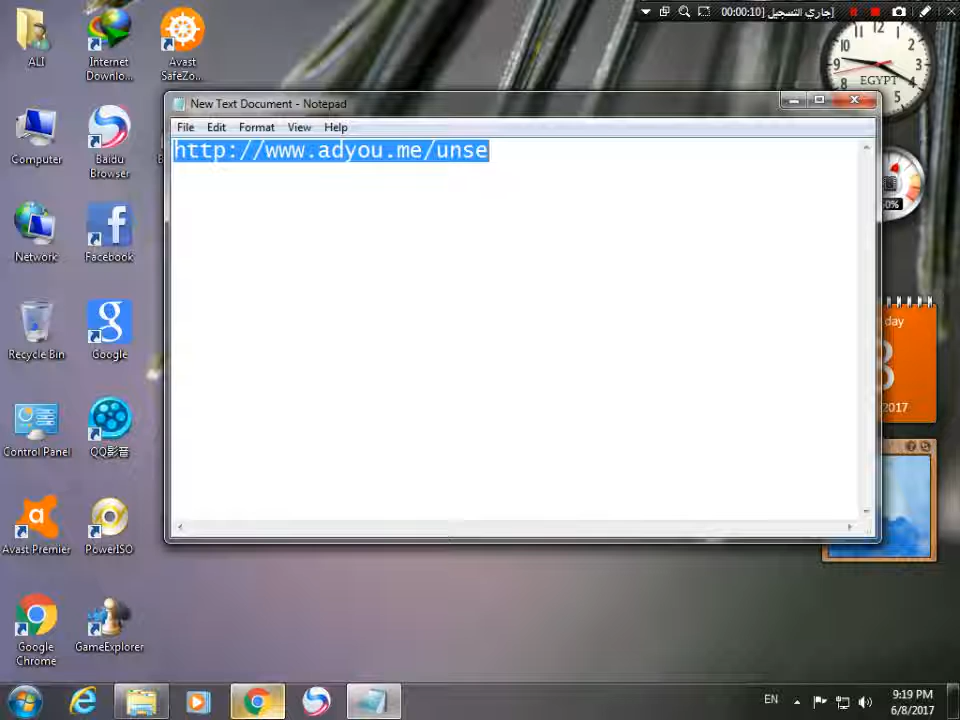 00:00:10 [جاري التسجيل]
ALI
Internet Downlo...
Avast SafeZo...
EGYPT
New Text Document - Notepad
File Edit Format View Help
http://www.adyou.me/unse
Computer
Baidu Browser
Network
Facebook
Recycle Bin
Google
day
2017
Control Panel
QQ影音
Avast Premier
PowerISO
Google Chrome
GameExplorer
EN
9:19 PM
6/8/2017